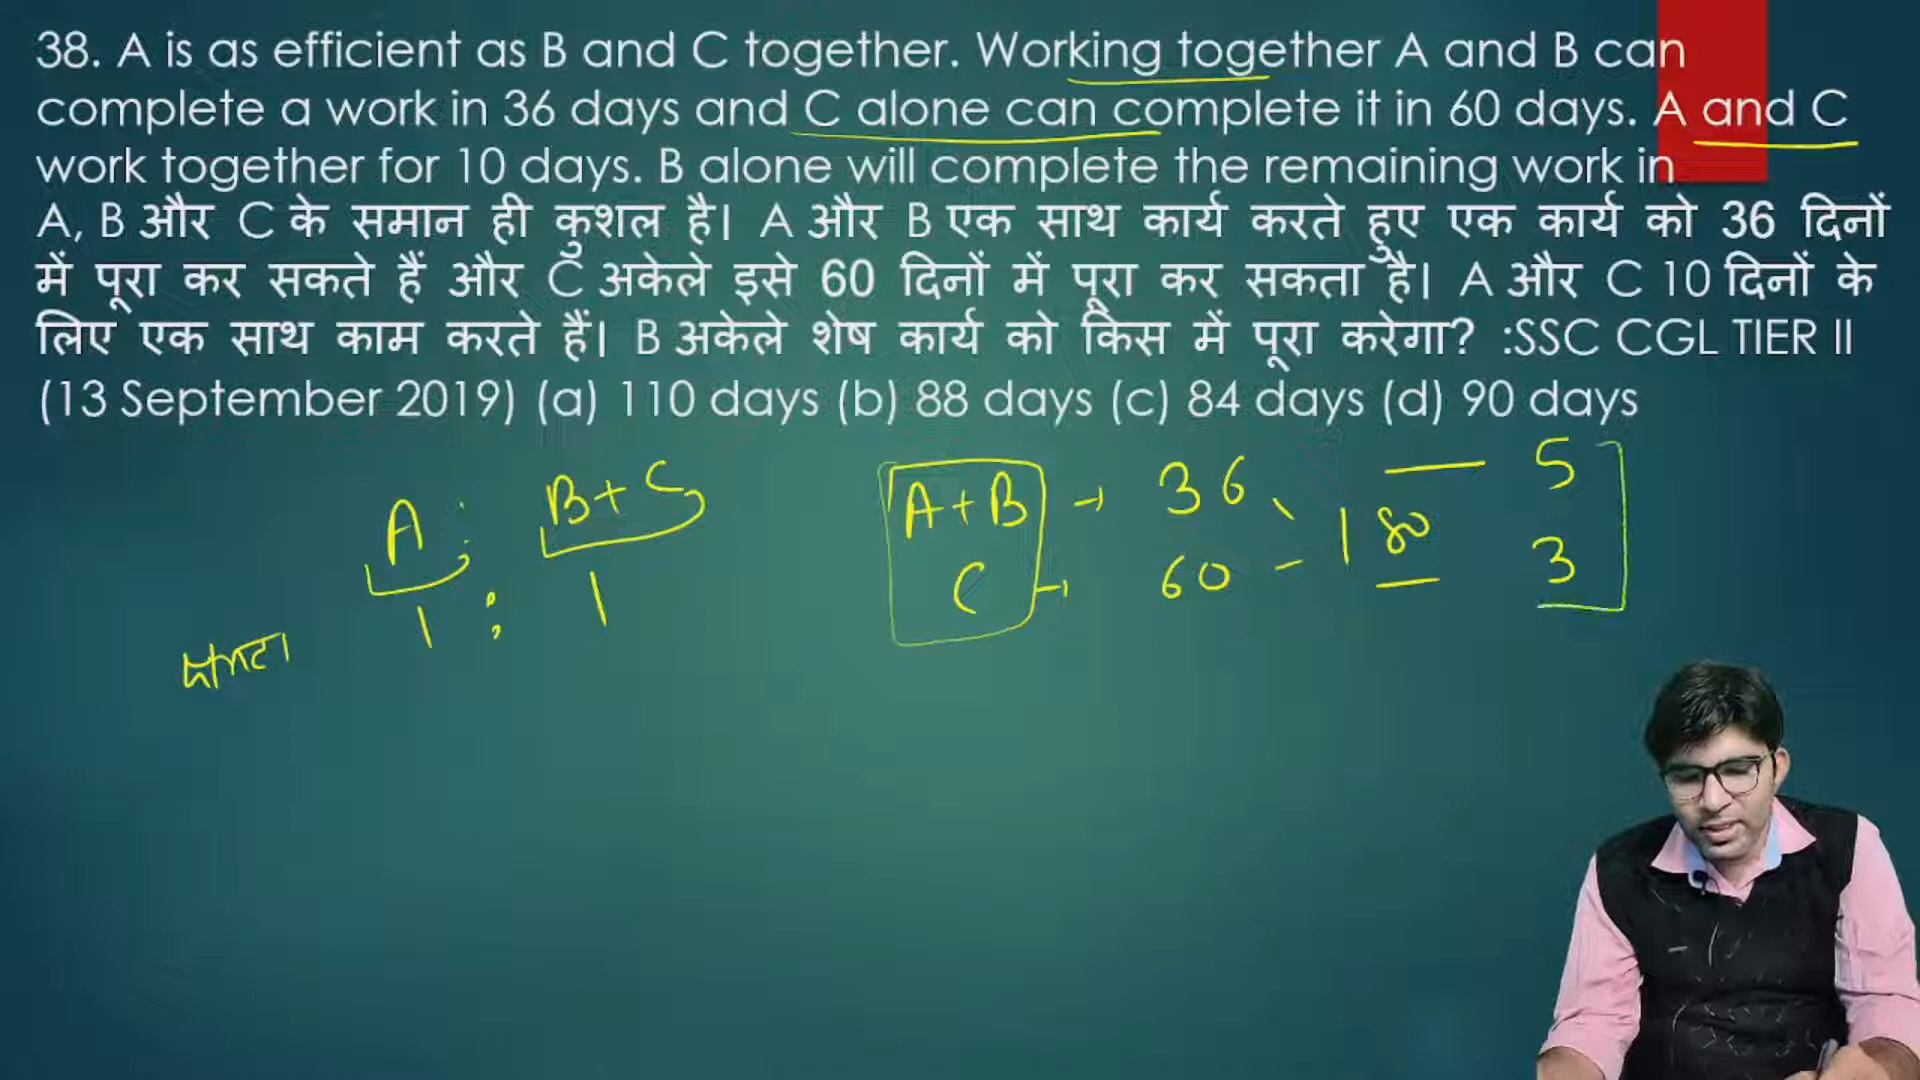 38. A is as efficient as B and C together. Working together A and B can
complete a work in 36 days and C alone can complete it in 60 days. A and C
work together for 10 days. B alone will complete the remaining work in
A, B और C के समान ही कुशल है। A और B एक साथ कार्य करते हुए एक कार्य को 36 दिनों
में पूरा कर सकते हैं और C अकेले इसे 60 दिनों में पूरा कर सकता है। A और C 10 दिनों के
लिए एक साथ काम करते हैं। B अकेले शेष कार्य को किस में पूरा करेगा? :SSC CGL TIER II
(13 September 2019) (a) 110 days (b) 88 days (c) 84 days (d) 90 days
A : B + C
1 : 1
A + B → 36 5
180
C → 60 - 3